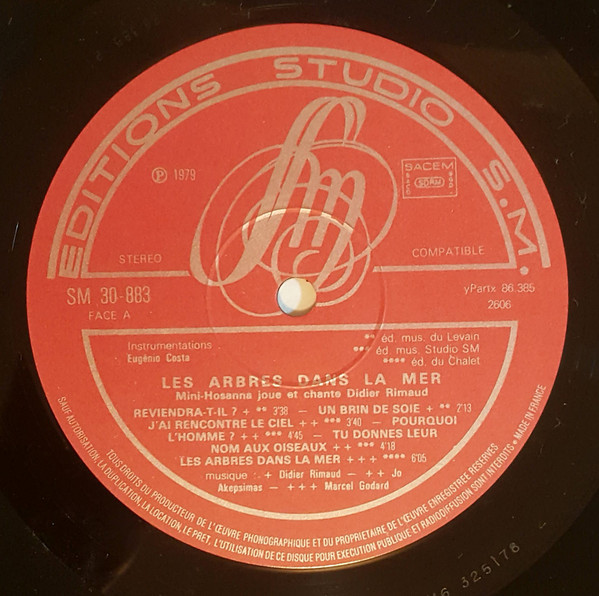 EDITIONS STUDIO S.M.
Ⓟ 1979
SACEM
SDRM
STEREO
COMPATIBLE
SM 30-883
FACE A
yPartx 86.385
2606
Instrumentations
Eugénio Costa
** éd. mus. du Levain
*** éd. mus. Studio SM
**** éd. du Chalet
LES ARBRES DANS LA MER
Mini-Hosanna joue et chante Didier Rimaud
REVIENDRA-T-IL ? + ** 3'38 - UN BRIN DE SOIE + ** 2'13
J'AI RENCONTRE LE CIEL ++ *** 3'40 - POURQUOI
L'HOMME ? - ++ *** 4'45 - TU DONNES LEUR
NOM AUX OISEAUX ++ *** 4'18
LES ARBRES DANS LA MER +++ **** 6'05
musique : + Didier Rimaud - ++ Jo
Akepsimas - +++ Marcel Godard
TOUS DROITS DU PRODUCTEUR DE L'ŒUVRE PHONOGRAPHIQUE ET DU PROPRIETAIRE DE L'ŒUVRE ENREGISTREE RESERVES
SAUF AUTORISATION, LA DUPLICATION, LA LOCATION, LE PRET, L'UTILISATION DE CE DISQUE POUR EXECUTION PUBLIQUE ET RADIODIFFUSION SONT INTERDITS • MADE IN FRANCE
325178